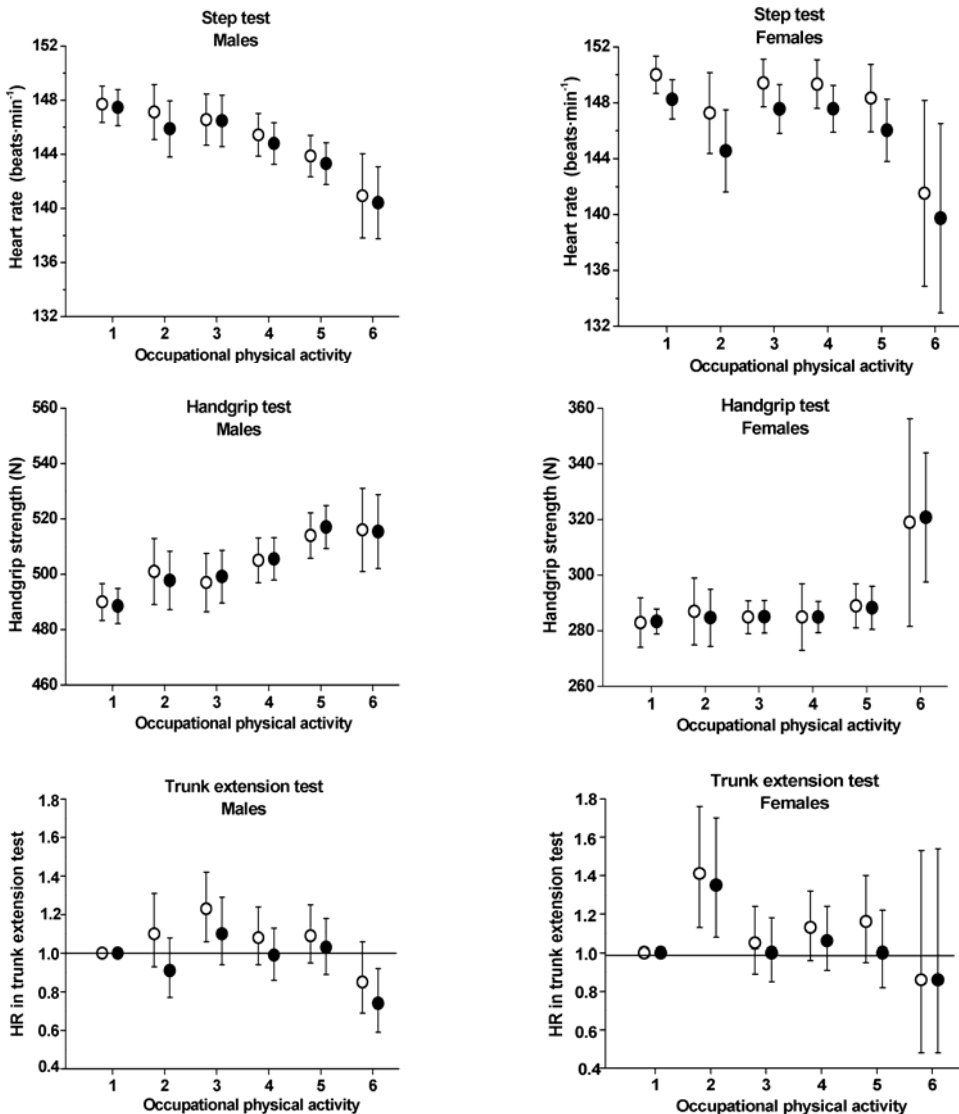 Step test
Males
152
148
144
140
136
132
Heart rate (beats·min⁻¹)
1 2 3 4 5 6
Occupational physical activity
Step test
Females
152
148
144
140
136
132
Heart rate (beats·min⁻¹)
1 2 3 4 5 6
Occupational physical activity
Handgrip test
Males
560
540
520
500
480
460
Handgrip strength (N)
1 2 3 4 5 6
Occupational physical activity
Handgrip test
Females
360
340
320
300
280
260
Handgrip strength (N)
1 2 3 4 5 6
Occupational physical activity
Trunk extension test
Males
1.8
1.6
1.4
1.2
1.0
0.8
0.6
0.4
HR in trunk extension test
1 2 3 4 5 6
Occupational physical activity
Trunk extension test
Females
1.8
1.6
1.4
1.2
1.0
0.8
0.6
0.4
HR in trunk extension test
1 2 3 4 5 6
Occupational physical activity